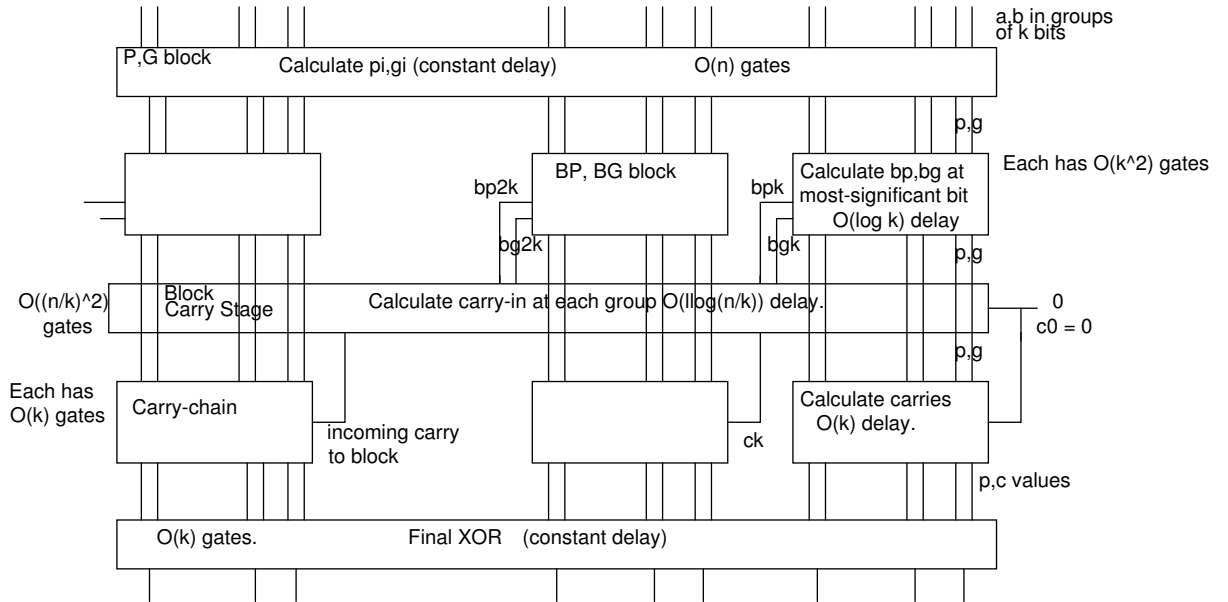 a,b in groups
of k bits
P,G block
Calculate pi,gi (constant delay)
O(n) gates
p,g
BP, BG block
Calculate bp,bg at
most-significant bit
O(log k) delay
Each has O(k^2) gates
bp2k
bg2k
bpk
bgk
p,g
O((n/k)^2)
gates
Block
Carry Stage
Calculate carry-in at each group O(llog(n/k)) delay.
0
c0 = 0
p,g
Each has
O(k) gates
Carry-chain
incoming carry
to block
ck
Calculate carries
O(k) delay.
p,c values
O(k) gates.
Final XOR (constant delay)